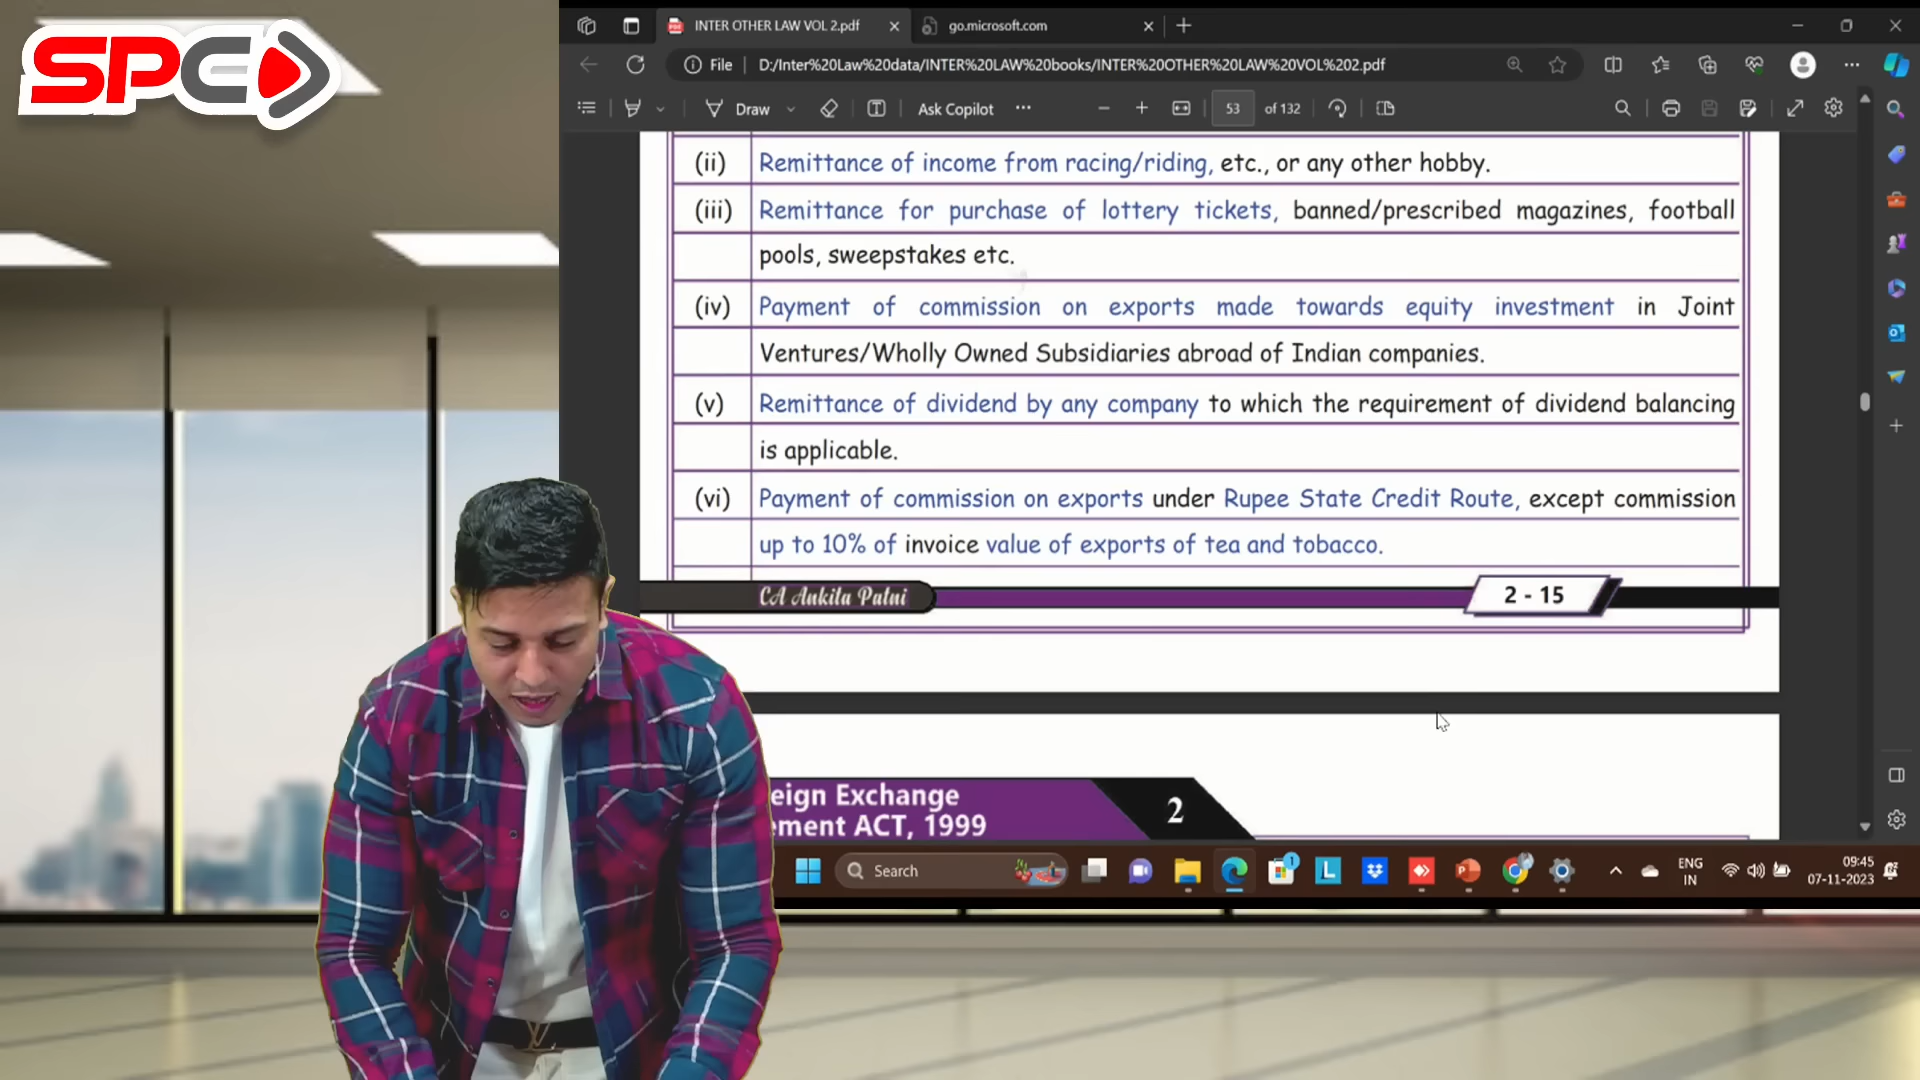 SPC
INTER OTHER LAW VOL 2.pdf
go.microsoft.com
File
D:/Inter%20Law%20data/INTER%20LAW%20books/INTER%20OTHER%20LAW%20VOL%202.pdf
Draw
Ask Copilot
53
of 132
(ii) Remittance of income from racing/riding, etc., or any other hobby.
(iii) Remittance for purchase of lottery tickets, banned/prescribed magazines, football
pools, sweepstakes etc.
(iv) Payment of commission on exports made towards equity investment in Joint
Ventures/Wholly Owned Subsidiaries abroad of Indian companies.
(v) Remittance of dividend by any company to which the requirement of dividend balancing
is applicable.
(vi) Payment of commission on exports under Rupee State Credit Route, except commission
up to 10% of invoice value of exports of tea and tobacco.
CA Ankita Patni
2 - 15
eign Exchange
ement ACT, 1999
2
Search
1
L
ENG
IN
09:45
07-11-2023